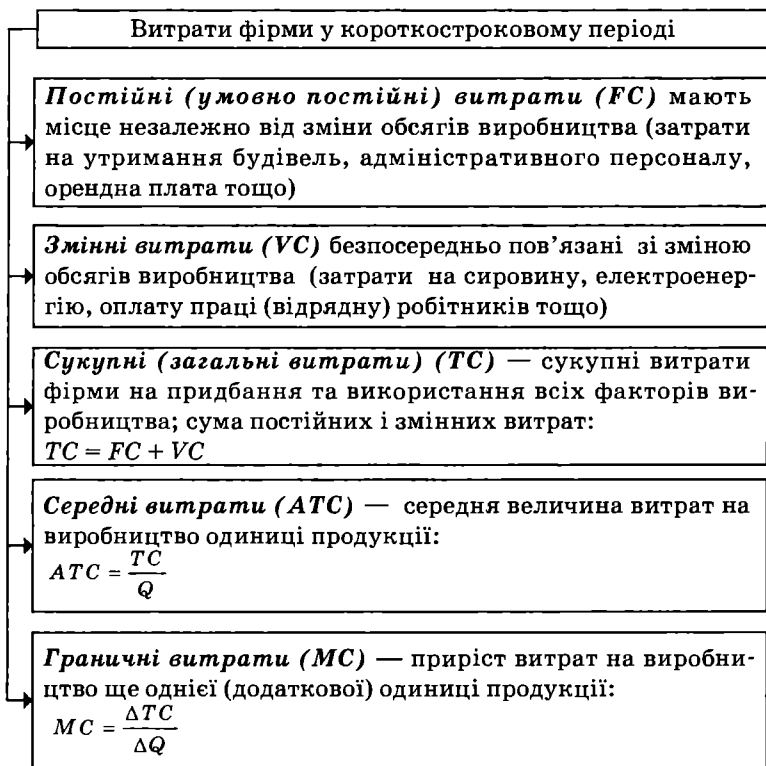 Витрати фірми у короткостроковому періоді
Постійні (умовно постійні) витрати (FC) мають
місце незалежно від зміни обсягів виробництва (затрати
на утримання будівель, адміністративного персоналу,
орендна плата тощо)
Змінні витрати (VC) безпосередньо пов’язані зі зміною
обсягів виробництва (затрати на сировину, електроенер-
гію, оплату праці (відрядну) робітників тощо)
Сукупні (загальні витрати) (TC) — сукупні витрати
фірми на придбання та використання всіх факторів ви-
робництва; сума постійних і змінних витрат:
TC = FC + VC
Середні витрати (ATC) — середня величина витрат на
виробництво одиниці продукції:
ATC = TC / Q
Граничні витрати (MC) — приріст витрат на виробни-
цтво ще однієї (додаткової) одиниці продукції:
MC = ΔTC / ΔQ